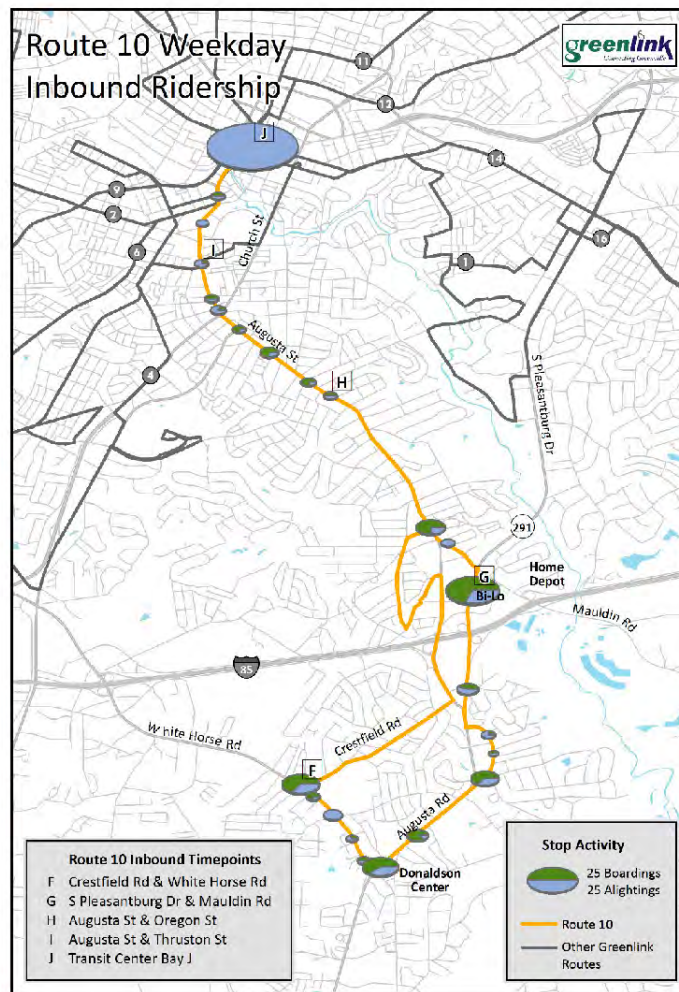 Route 10 Weekday
Inbound Ridership
greenlink
Connecting Greenville
11
12
J
14
9
7
6
Church St
I
1
16
Augusta St
4
H
S Pleasantburg Dr
291
Home
Depot
G
Bi-Lo
Mauldin Rd
85
White Horse Rd
Crestfield Rd
F
Augusta Rd
Donaldson
Center
Route 10 Inbound Timepoints
F Crestfield Rd & White Horse Rd
G S Pleasantburg Dr & Mauldin Rd
H Augusta St & Oregon St
I Augusta St & Thruston St
J Transit Center Bay J
Stop Activity
25 Boardings
25 Alightings
Route 10
Other Greenlink
Routes